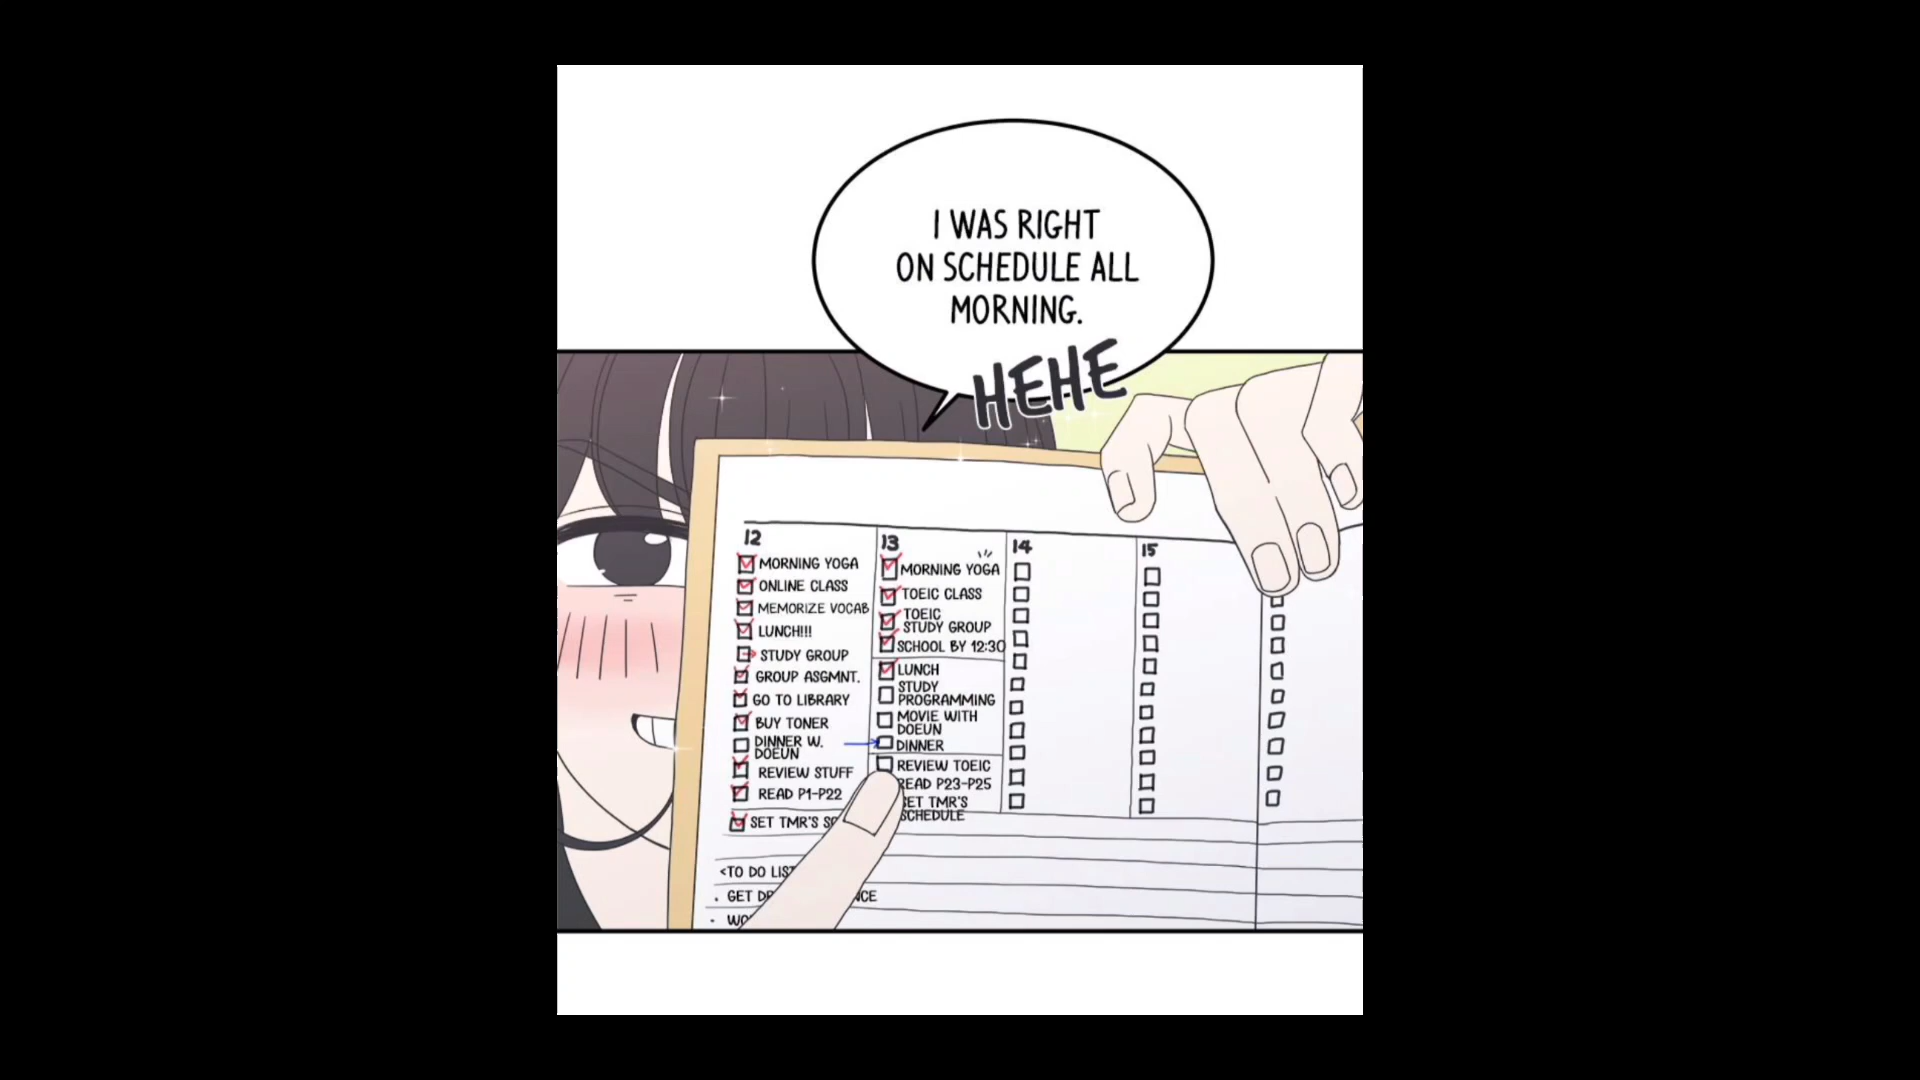 I WAS RIGHT
ON SCHEDULE ALL
MORNING.
HEHE
12
MORNING YOGA
ONLINE CLASS
MEMORIZE VOCAB
LUNCH!!!
STUDY GROUP
GROUP ASGMNT.
GO TO LIBRARY
BUY TONER
DINNER W.
DOEUN
REVIEW STUFF
READ P1-P22
SET TMR'S
13
MORNING YOGA
TOEIC CLASS
TOEIC
STUDY GROUP
SCHOOL BY 12:30
LUNCH
STUDY
PROGRAMMING
MOVIE WITH
DOEUN
DINNER
REVIEW TOEIC
READ P23-P25
SET TMR'S
SCHEDULE
14
15
<TO DO LIST
GET